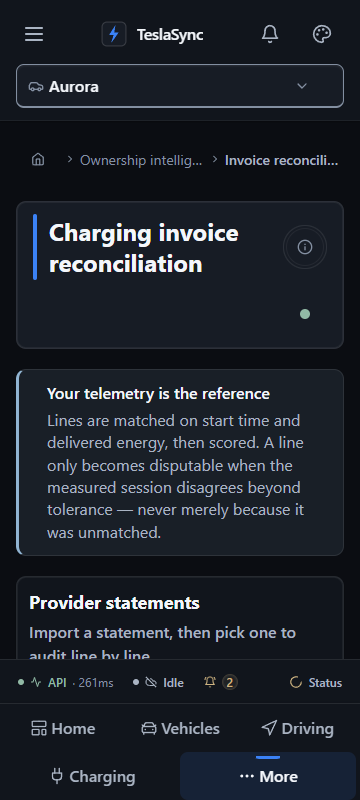 TeslaSync
Aurora
Ownership intellig... Invoice reconcili...
Charging invoice
reconciliation
Your telemetry is the reference
Lines are matched on start time and
delivered energy, then scored. A line
only becomes disputable when the
measured session disagrees beyond
tolerance — never merely because it
was unmatched.
Provider statements
Import a statement, then pick one to
audit line by line
API · 261ms Idle 2 Status
Home Vehicles Driving
Charging More